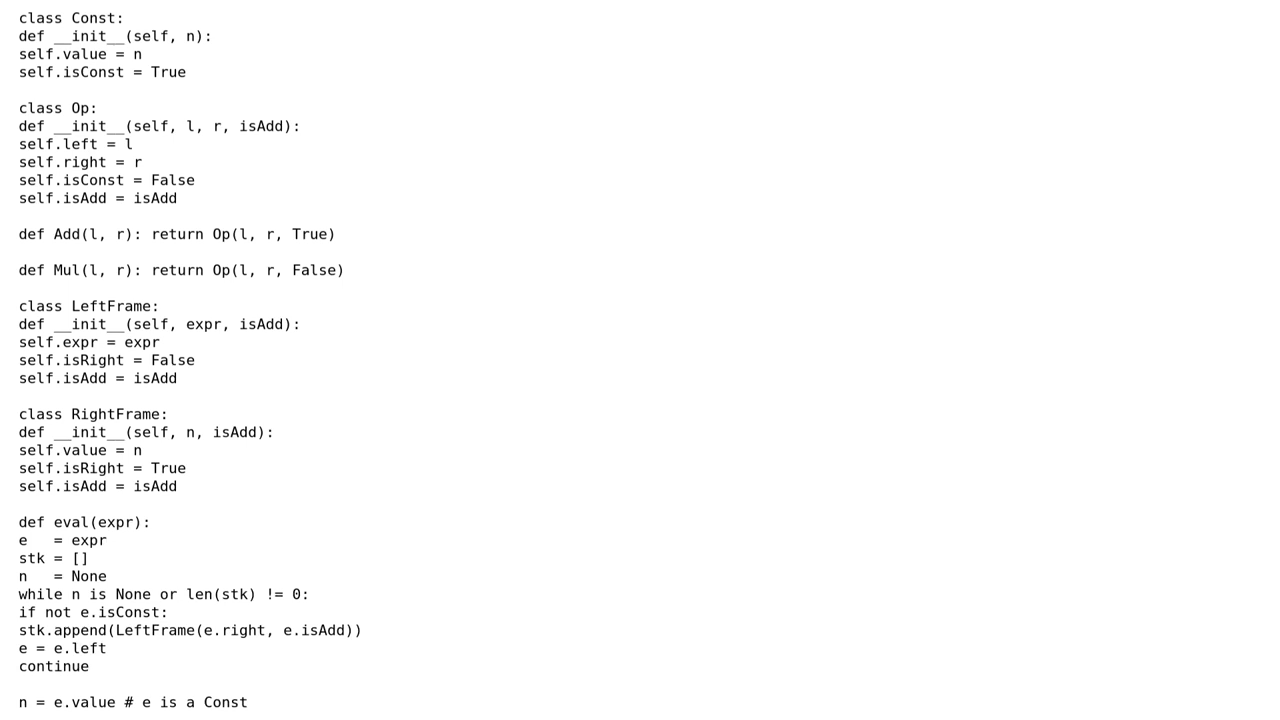 class Const:
def __init__(self, n):
self.value = n
self.isConst = True

class Op:
def __init__(self, l, r, isAdd):
self.left = l
self.right = r
self.isConst = False
self.isAdd = isAdd

def Add(l, r): return Op(l, r, True)

def Mul(l, r): return Op(l, r, False)

class LeftFrame:
def __init__(self, expr, isAdd):
self.expr = expr
self.isRight = False
self.isAdd = isAdd

class RightFrame:
def __init__(self, n, isAdd):
self.value = n
self.isRight = True
self.isAdd = isAdd

def eval(expr):
e   = expr
stk = []
n   = None
while n is None or len(stk) != 0:
if not e.isConst:
stk.append(LeftFrame(e.right, e.isAdd))
e = e.left
continue

n = e.value # e is a Const